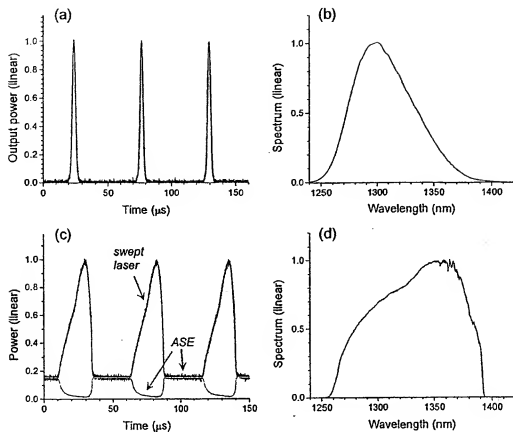 (a)
Output power (linear)
1.0
0.8
0.6
0.4
0.2
0.0
0
50
100
150
Time (μs)
(b)
Spectrum (linear)
1.0
0.5
0.0
1250
1300
1350
1400
Wavelength (nm)
(c)
Power (linear)
1.0
0.8
0.6
0.4
0.2
0.0
swept
laser
ASE
0
50
100
150
Time (μs)
(d)
Spectrum (linear)
1.0
0.5
0.0
1250
1300
1350
1400
Wavelength (nm)